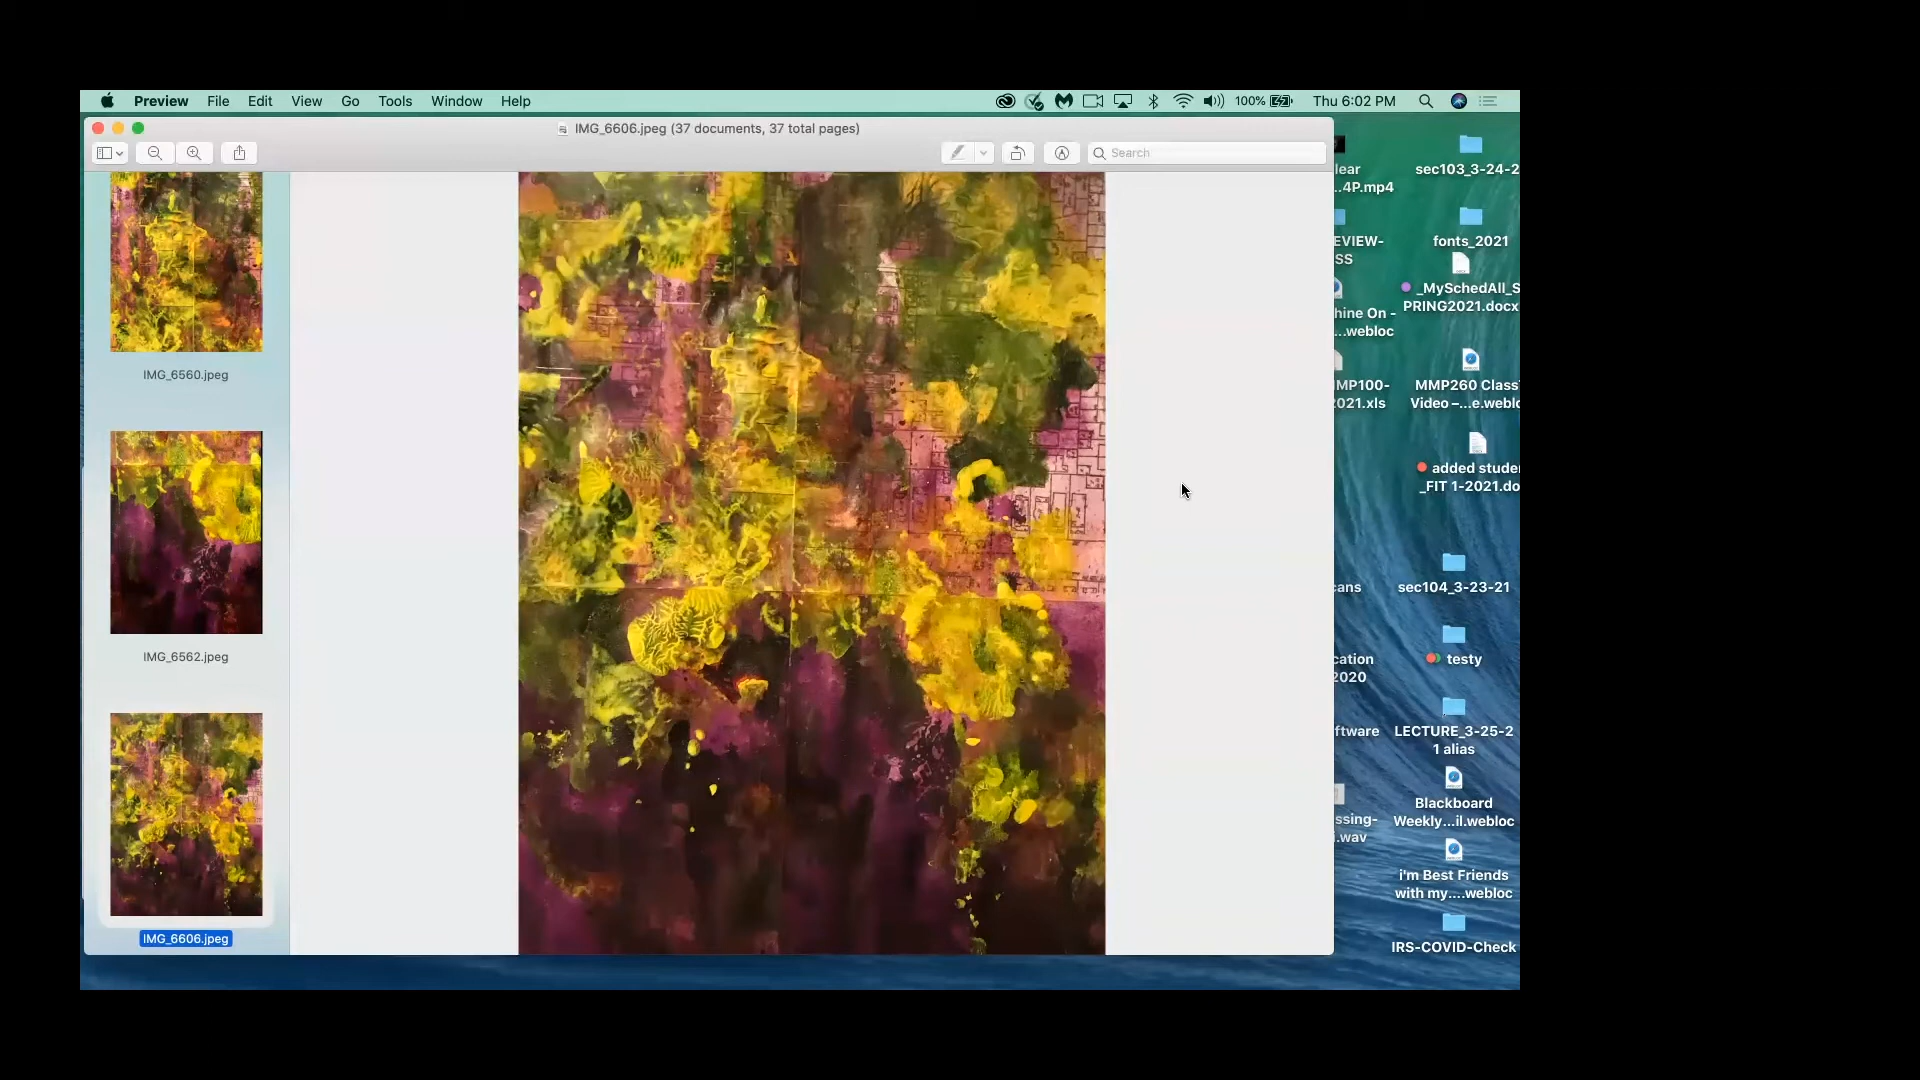 Preview File Edit View Go Tools Window Help
100% Thu 6:02 PM
IMG_6606.jpeg (37 documents, 37 total pages)
Search
IMG_6560.jpeg
IMG_6562.jpeg
IMG_6606.jpeg
lear
..4P.mp4
EVIEW-
SS
hine On -
...webloc
MP100-
2021.xls
cans
cation
2020
ftware
ssing-
.wav
sec103_3-24-2
fonts_2021
_MySchedAll_S
PRING2021.docx
MMP260 Class
Video –...e.weblo
added stude
_FIT 1-2021.do
sec104_3-23-21
testy
LECTURE_3-25-2
1 alias
Blackboard
Weekly...il.webloc
i'm Best Friends
with my....webloc
IRS-COVID-Check